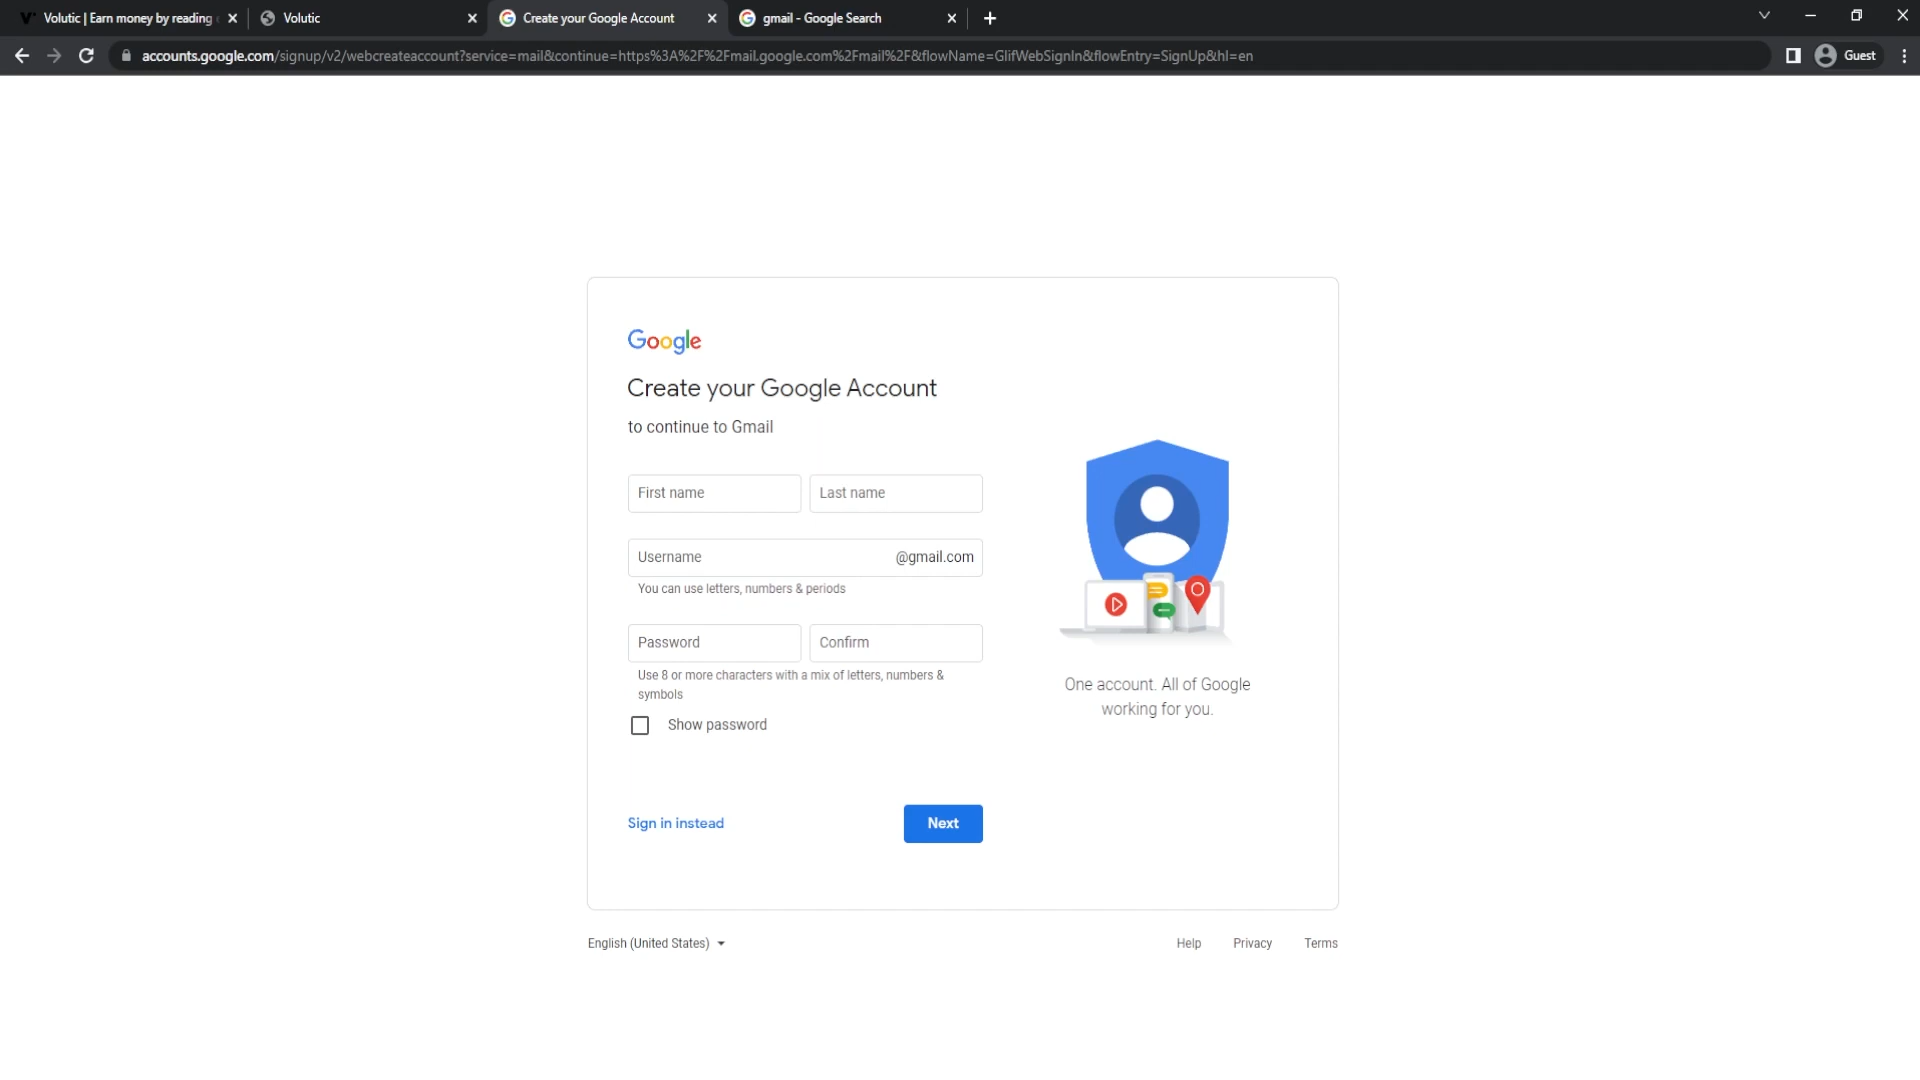 Volutic | Earn money by reading
Volutic
Create your Google Account
gmail - Google Search
accounts.google.com/signup/v2/webcreateaccount?service=mail&continue=https%3A%2F%2Fmail.google.com%2Fmail%2F&flowName=GlifWebSignIn&flowEntry=SignUp&hl=en
Guest
Google
Create your Google Account
to continue to Gmail
First name
Last name
Username
@gmail.com
You can use letters, numbers & periods
Password
Confirm
Use 8 or more characters with a mix of letters, numbers &
symbols
Show password
One account. All of Google
working for you.
Sign in instead
Next
English (United States)
Help
Privacy
Terms